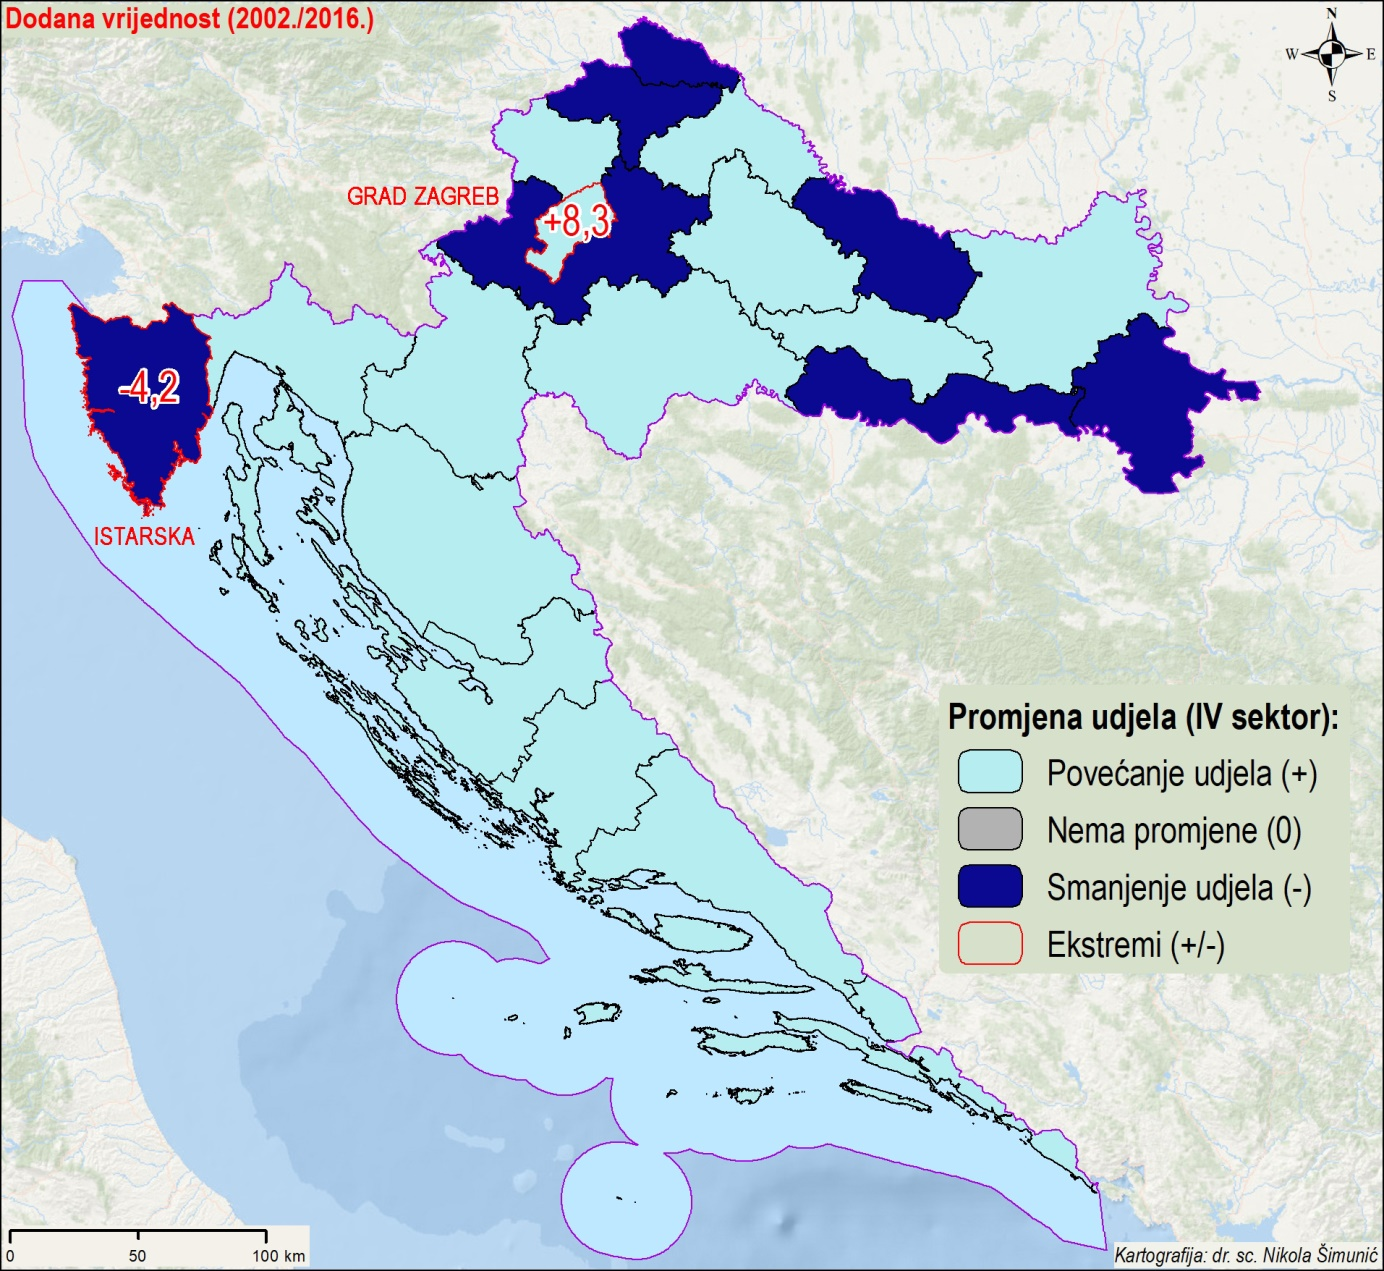 Dodana vrijednost (2002./2016.)
N
W E
S
GRAD ZAGREB
+8,3
-4,2
ISTARSKA
Promjena udjela (IV sektor):
Povećanje udjela (+)
Nema promjene (0)
Smanjenje udjela (-)
Ekstremi (+/-)
0 50 100 km
Kartografija: dr. sc. Nikola Šimunić